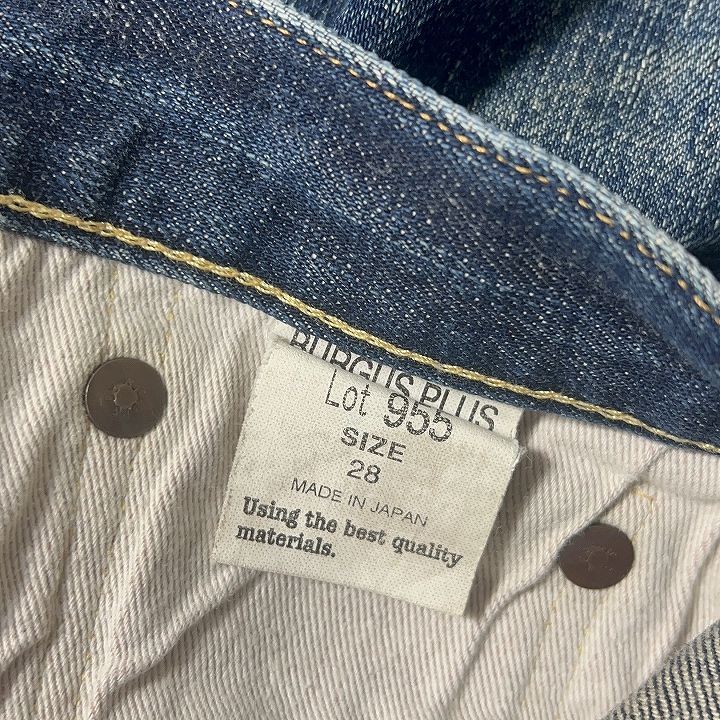 BURGUS PLUS
Lot 955
SIZE
28
MADE IN JAPAN
Using the best quality
materials.